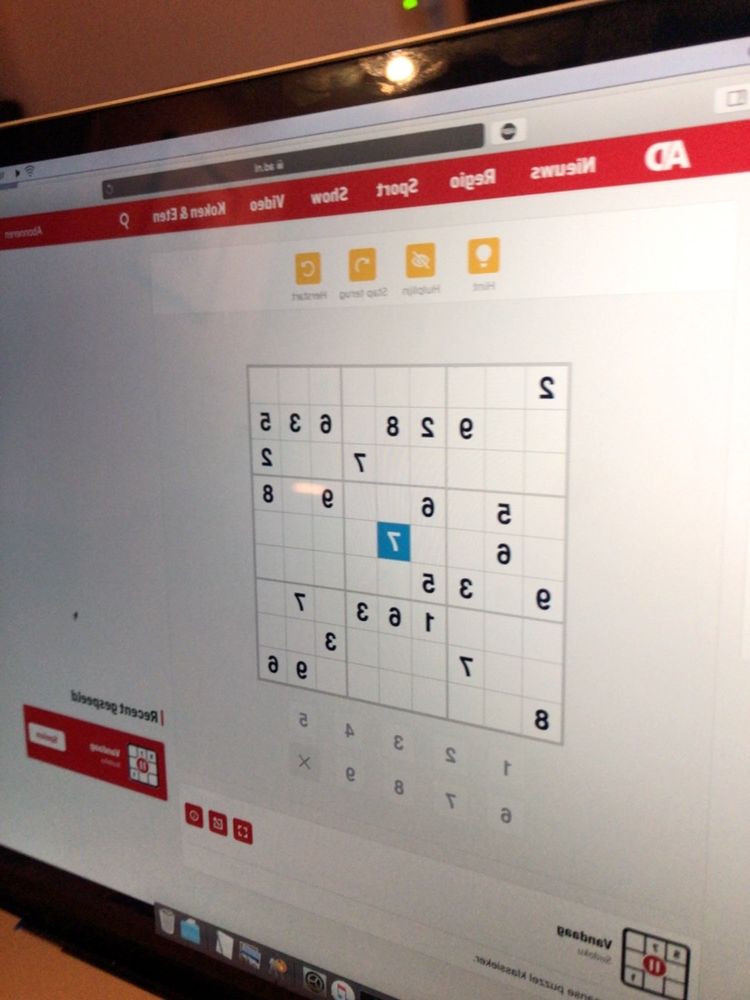 ad.nl
AD Nieuws Regio Sport Show Video Koken & Eten Abonneren
Hint Hulplijn Stap terug Herstart
2
9 2 8 6 3 5
7 2
5 6 9 8
6 7
9 3 5
1 6 3 7
7 3
8 9 6
1 2 3 4 5
6 7 8 9 ×
Recent gespeeld
Vandaag
Sudoku
Spelen
Vandaag
Sudoku
puzzel klassieker.